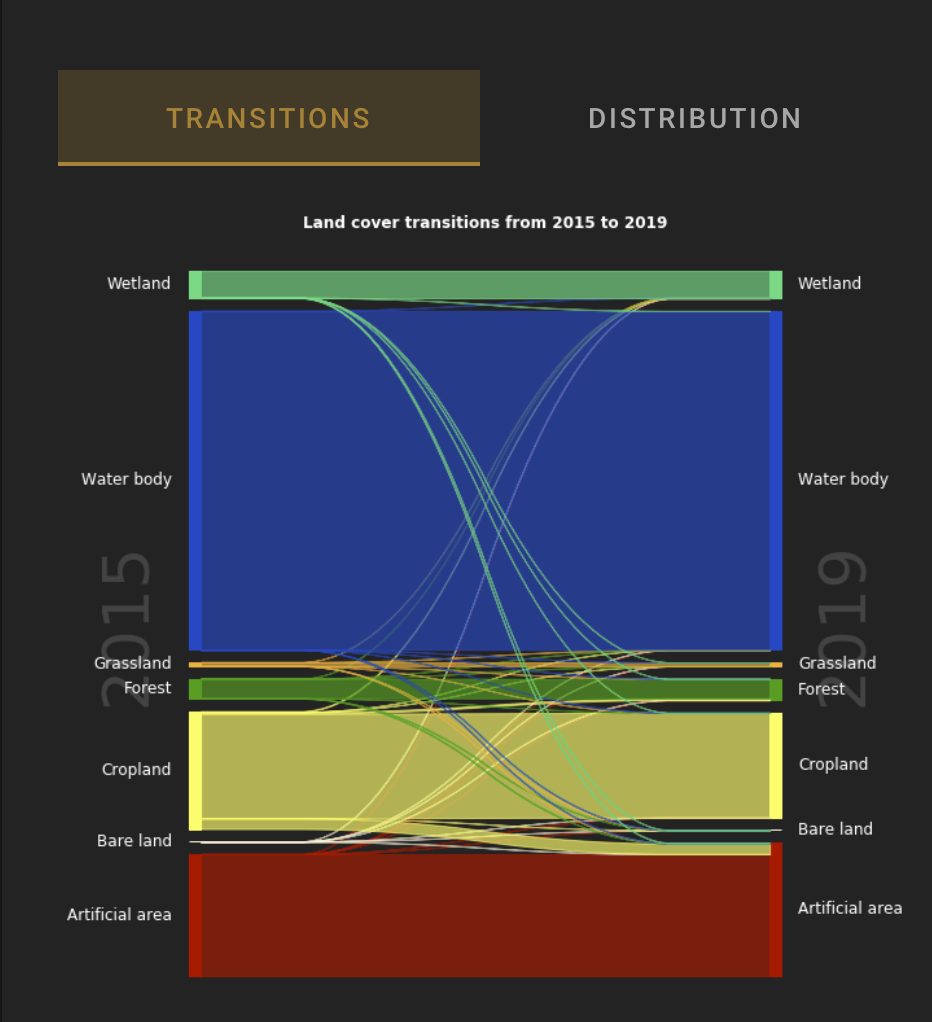 TRANSITIONS DISTRIBUTION
Land cover transitions from 2015 to 2019
Wetland Wetland
Water body Water body
2015 2019
Grassland Grassland
Forest Forest
Cropland Cropland
Bare land Bare land
Artificial area Artificial area